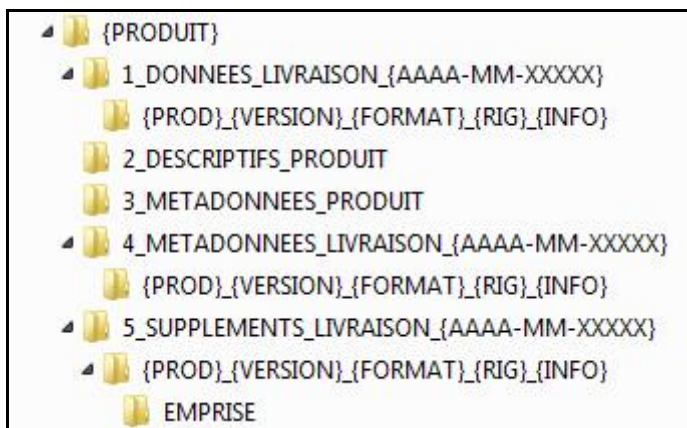 {PRODUIT}
1_DONNEES_LIVRAISON_{AAAA-MM-XXXXX}
{PROD}_{VERSION}_{FORMAT}_{RIG}_{INFO}
2_DESCRIPTIFS_PRODUIT
3_METADONNEES_PRODUIT
4_METADONNEES_LIVRAISON_{AAAA-MM-XXXXX}
{PROD}_{VERSION}_{FORMAT}_{RIG}_{INFO}
5_SUPPLEMENTS_LIVRAISON_{AAAA-MM-XXXXX}
{PROD}_{VERSION}_{FORMAT}_{RIG}_{INFO}
EMPRISE